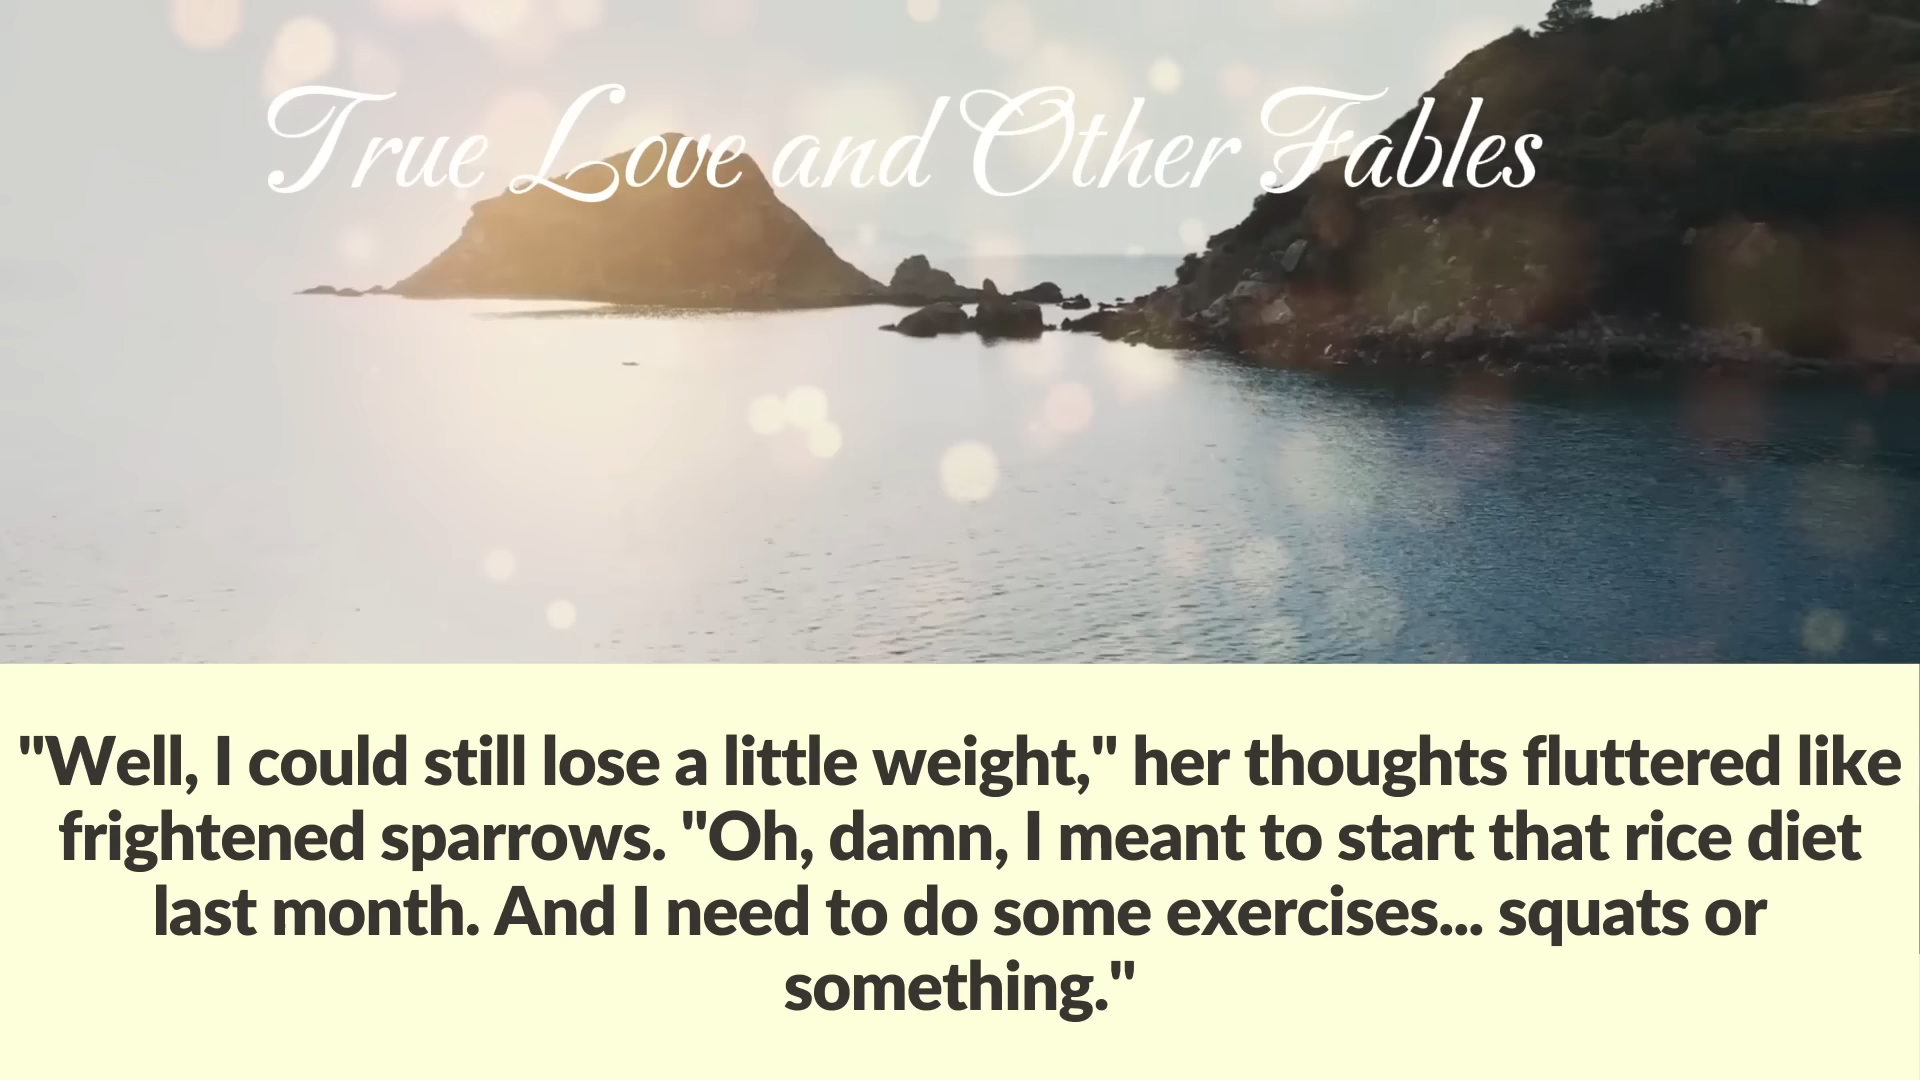 True Love and Other Fables
"Well, I could still lose a little weight," her thoughts fluttered like
frightened sparrows. "Oh, damn, I meant to start that rice diet
last month. And I need to do some exercises... squats or
something."